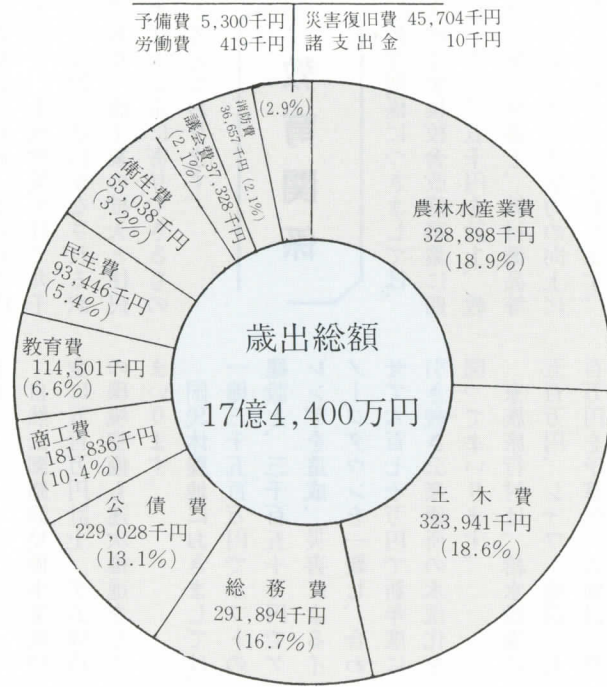 予備費 5,300千円
労働費 419千円
災害復旧費 45,704千円
諸支出金 10千円
歳出総額
17億4,400万円
農林水産業費
328,898千円
(18.9%)
土木費
323,941千円
(18.6%)
総務費
291,894千円
(16.7%)
公債費
229,028千円
(13.1%)
商工費
181,836千円
(10.4%)
教育費
114,501千円
(6.6%)
民生費
93,446千円
(5.4%)
衛生費
55,038千円
(3.2%)
議会費37,328千円
(2.1%)
消防費
36,657千円(2.1%)
(2.9%)